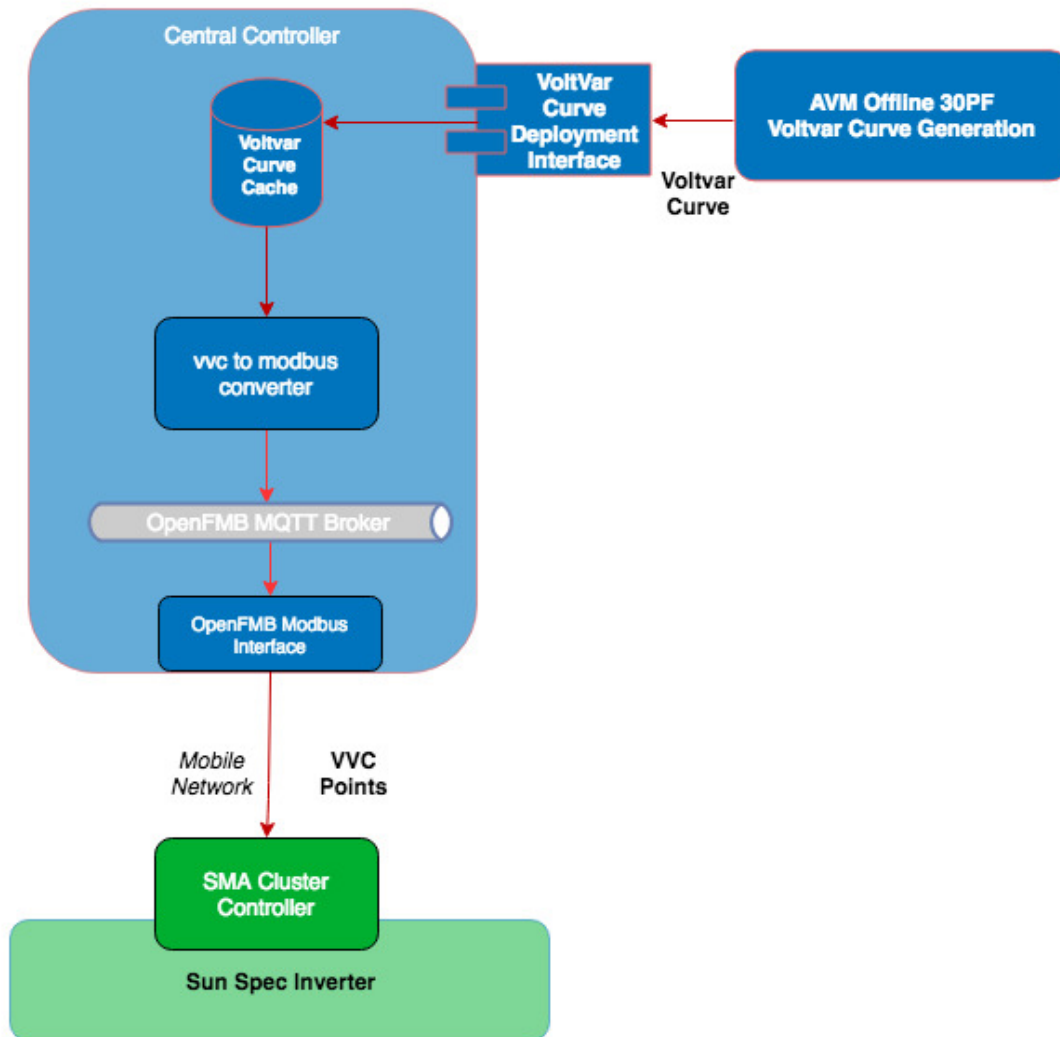 Central Controller
VoltVar
Curve
Deployment
Interface
AVM Offline 30PF
Voltvar Curve Generation
Voltvar
Curve
Cache
Voltvar
Curve
vvc to modbus
converter
OpenFMB MQTT Broker
OpenFMB Modbus
Interface
Mobile
Network
VVC
Points
SMA Cluster
Controller
Sun Spec Inverter